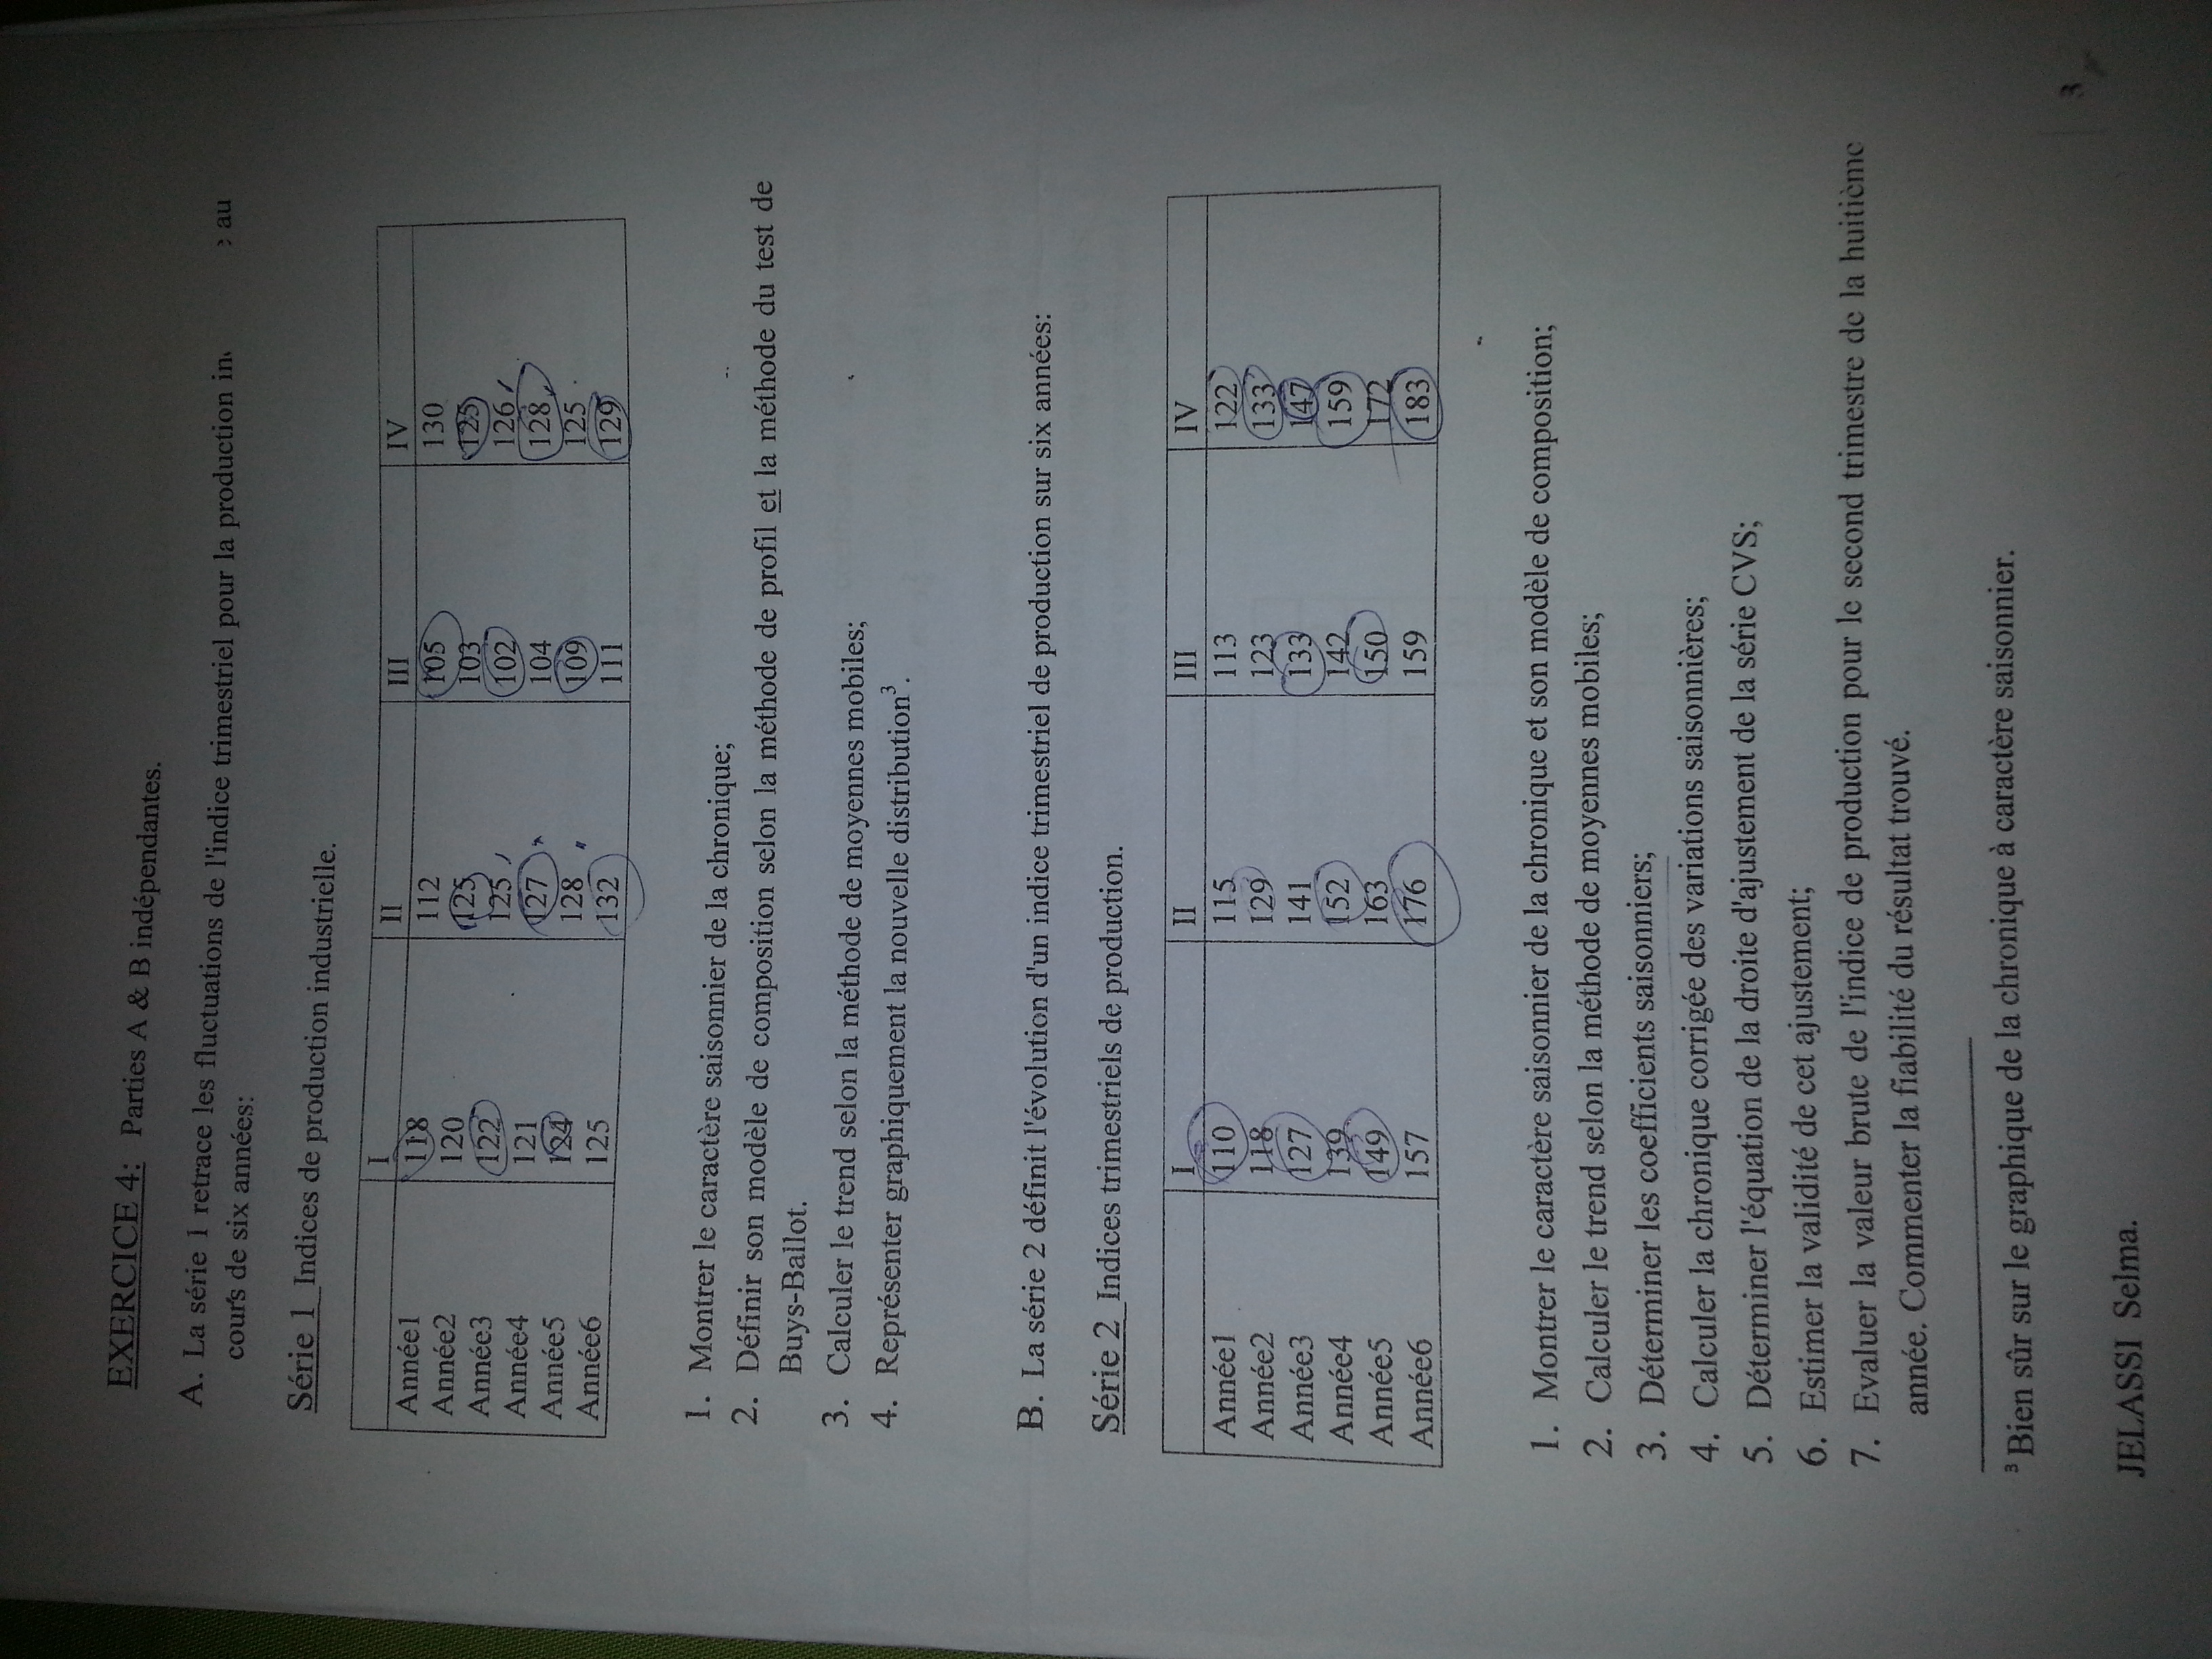 EXERCICE 4: Parties A & B indépendantes.
A. La série 1 retrace les fluctuations de l'indice trimestriel pour la production au
cours de six années:
Série 1 Indices de production industrielle.
I II III IV
Année1 118 112 105 130
Année2 120 125 103 125
Année3 122 125 102 126
Année4 121 127 104 128
Année5 124 128 109 125
Année6 125 132 111 129
1. Montrer le caractère saisonnier de la chronique;
2. Définir son modèle de composition selon la méthode de profil et la méthode du test de
Buys-Ballot.
3. Calculer le trend selon la méthode de moyennes mobiles;
4. Représenter graphiquement la nouvelle distribution³.
B. La série 2 définit l'évolution d'un indice trimestriel de production sur six années:
Série 2 Indices trimestriels de production.
I II III IV
Année1 110 115 113 122
Année2 118 129 123 133
Année3 127 141 133 147
Année4 139 152 142 159
Année5 149 163 150 172
Année6 157 176 159 183
1. Montrer le caractère saisonnier de la chronique et son modèle de composition;
2. Calculer le trend selon la méthode de moyennes mobiles;
3. Déterminer les coefficients saisonniers;
4. Calculer la chronique corrigée des variations saisonnières;
5. Déterminer l'équation de la droite d'ajustement de la série CVS;
6. Estimer la validité de cet ajustement;
7. Evaluer la valeur brute de l'indice de production pour le second trimestre de la huitième
année. Commenter la fiabilité du résultat trouvé.
³ Bien sûr sur le graphique de la chronique à caractère saisonnier.
3
JELASSI Selma.